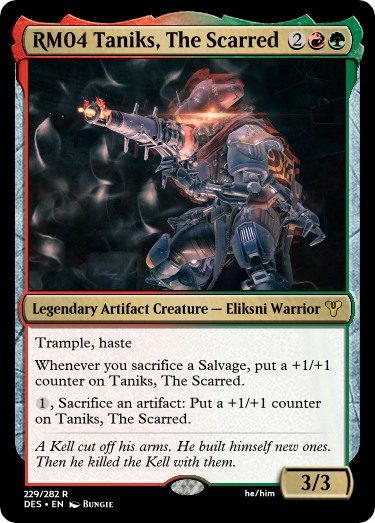 RM04 Taniks, The Scarred 2
Legendary Artifact Creature — Eliksni Warrior
Trample, haste
Whenever you sacrifice a Salvage, put a +1/+1
counter on Taniks, The Scarred.
1, Sacrifice an artifact: Put a +1/+1 counter
on Taniks, The Scarred.
A Kell cut off his arms. He built himself new ones.
Then he killed the Kell with them.
3/3
229/282 R
he/him
DES • EN Bungie